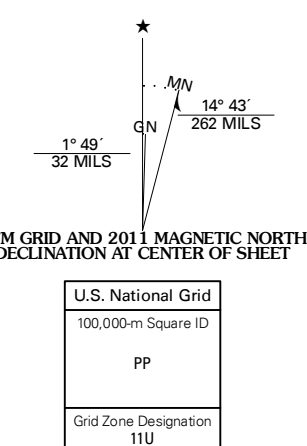 ★
MN
GN
14° 43´
262 MILS
1° 49´
32 MILS
M GRID AND 2011 MAGNETIC NORTH
DECLINATION AT CENTER OF SHEET
U.S. National Grid
100,000-m Square ID
PP
Grid Zone Designation
11U